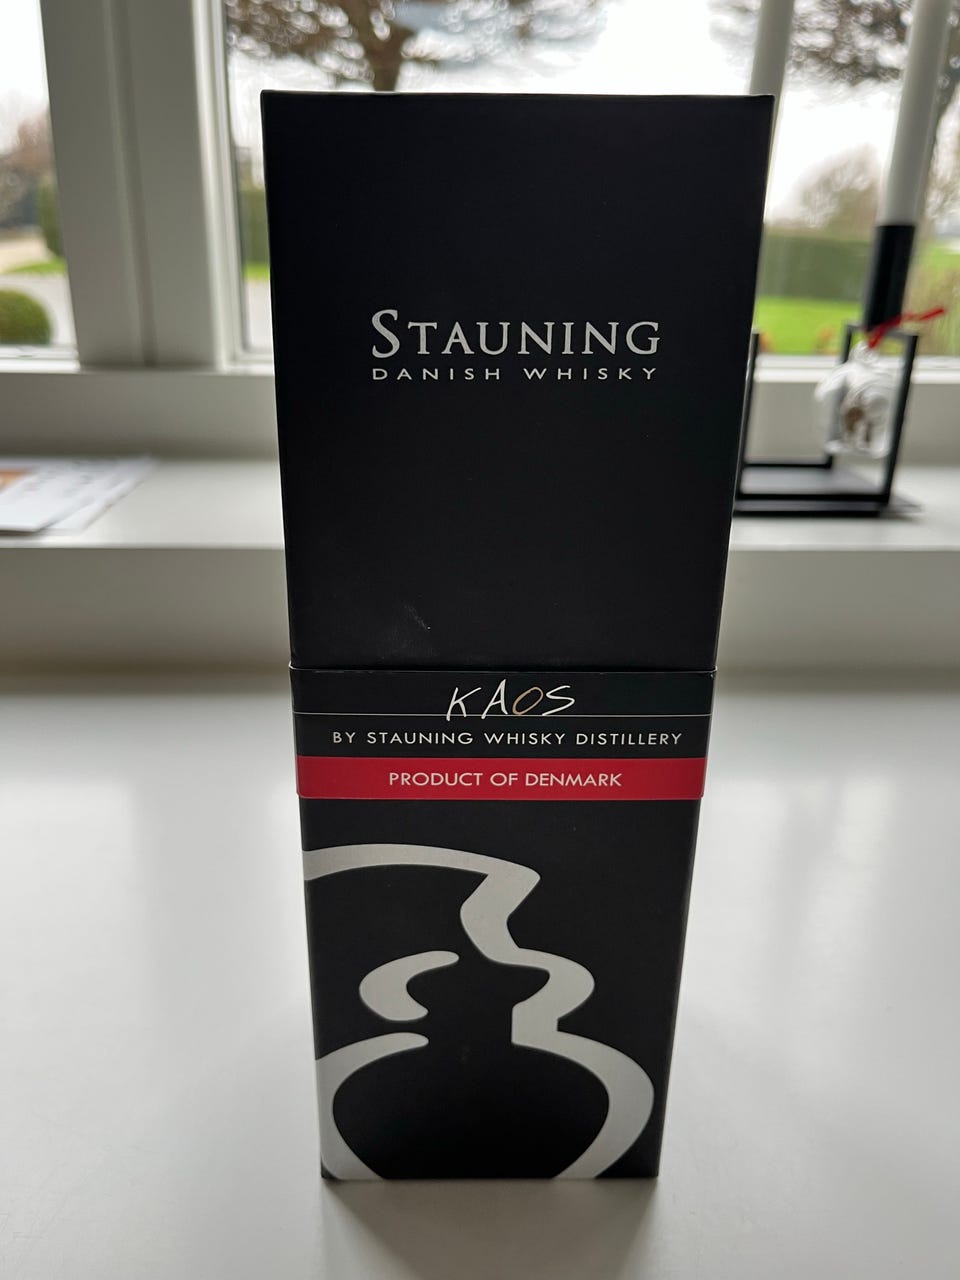 STAUNING
DANISH WHISKY
KAOS
BY STAUNING WHISKY DISTILLERY
PRODUCT OF DENMARK